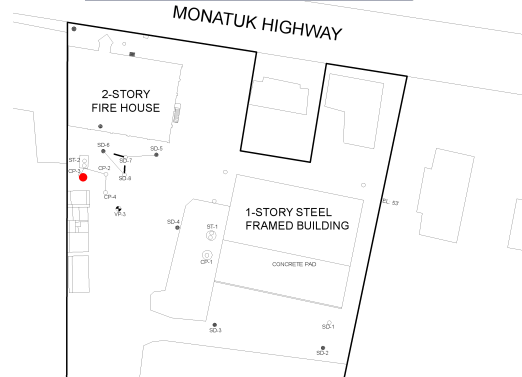 MONATUK HIGHWAY
2-STORY
FIRE HOUSE
SD-6
SD-5
ST-2
SD-7
CP-3
CP-2
SD-8
CP-4
VP-3
EL. 53'
SD-4
1-STORY STEEL
FRAMED BUILDING
ST-1
CP-1
CONCRETE PAD
SD-3
SD-1
SD-2